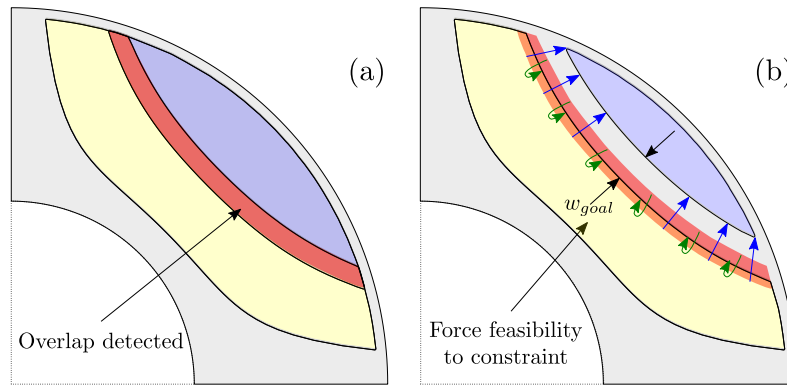 (a)
Overlap detected
(b)
w_goal
Force feasibility
to constraint